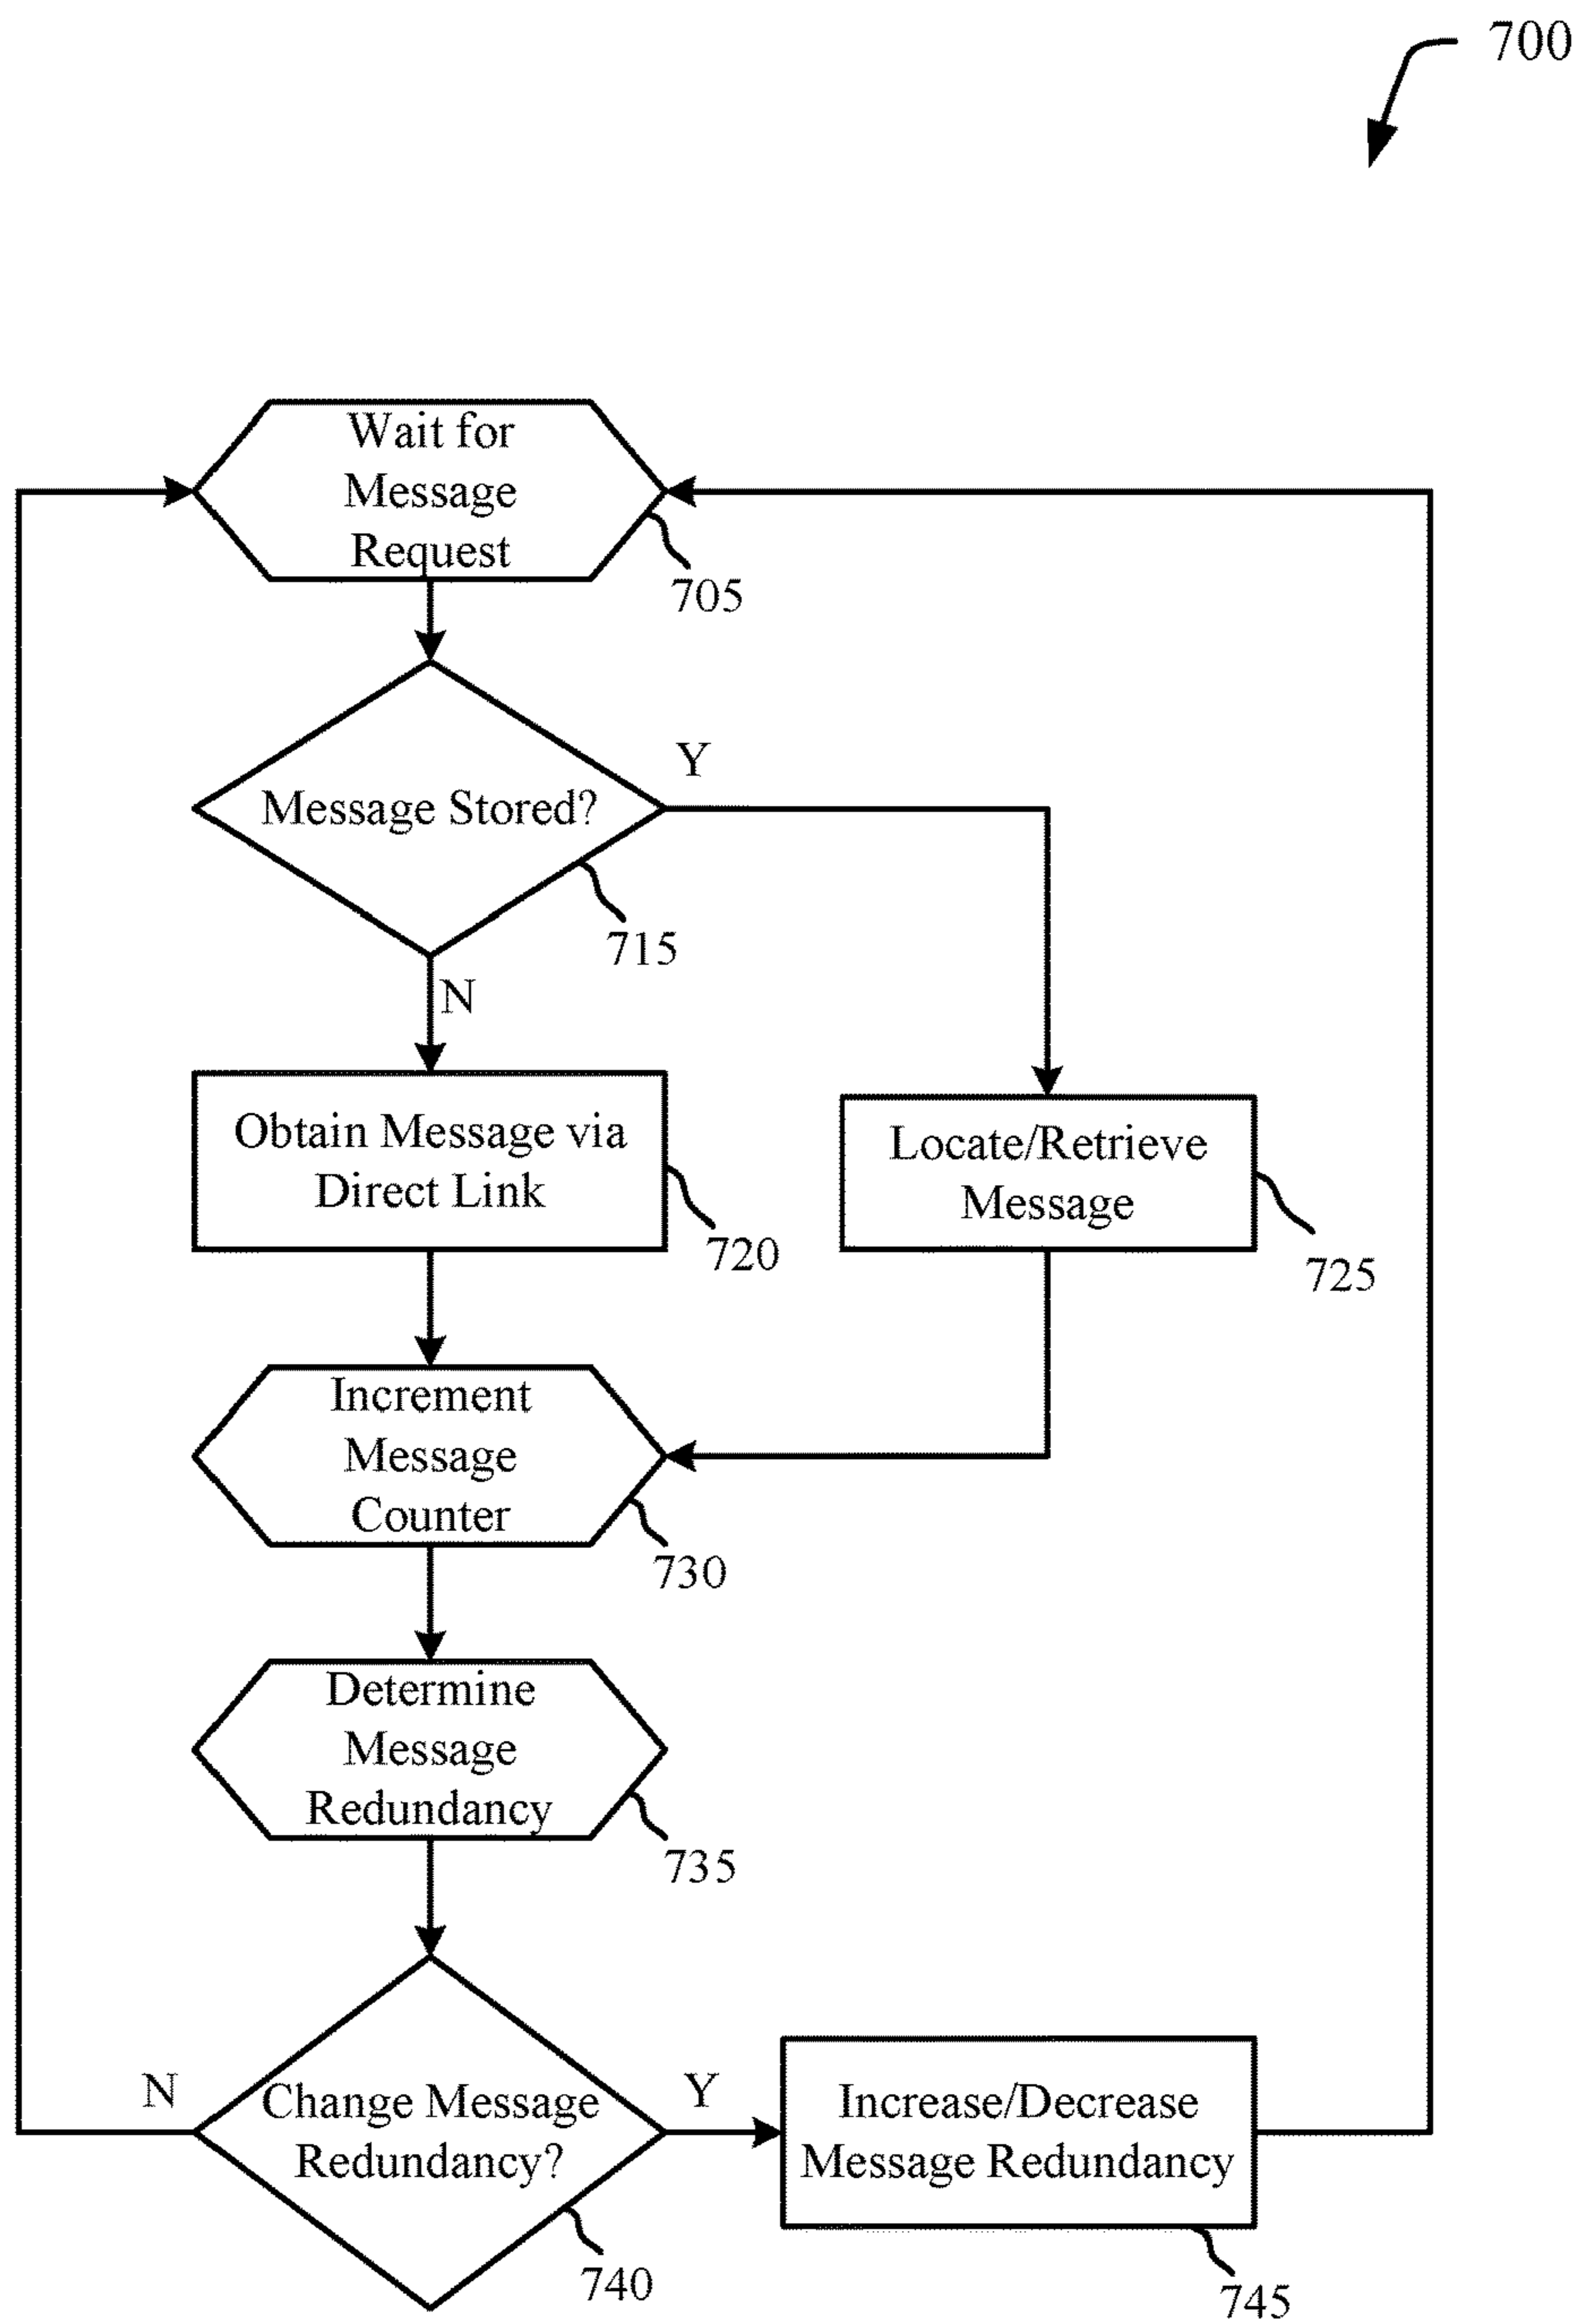 700
Wait for
Message
Request
705
Y
Message Stored?
715
N
Obtain Message via
Direct Link
720
Locate/Retrieve
Message
725
Increment
Message
Counter
730
Determine
Message
Redundancy
735
N
Change Message
Redundancy?
740
Y
Increase/Decrease
Message Redundancy
745